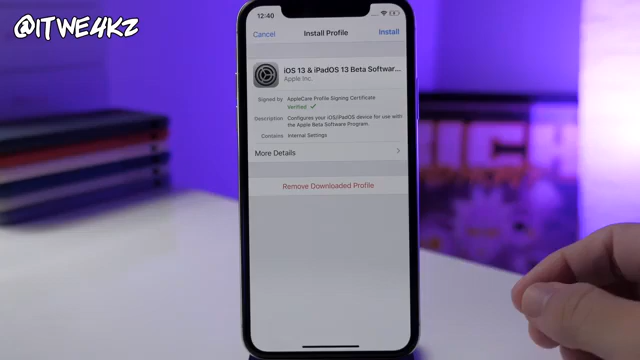 @iTWE4KZ
12:40
Cancel
Install Profile
Install
iOS 13 & iPadOS 13 Beta Softwar...
Apple Inc.
Signed by AppleCare Profile Signing Certificate
Verified ✓
Description Configures your iOS/iPadOS device for use with
the Apple Beta Software Program.
Contains Internal Settings
More Details
Remove Downloaded Profile